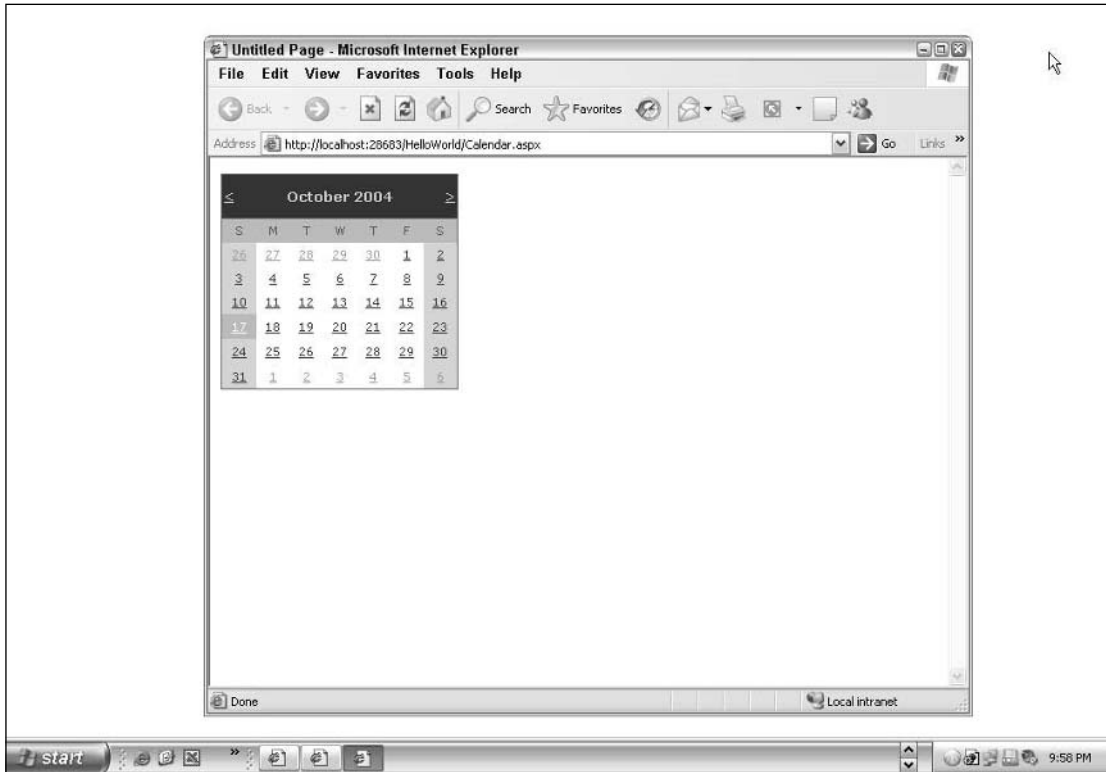 Untitled Page - Microsoft Internet Explorer
File Edit View Favorites Tools Help
Back Search Favorites
Address http://localhost:28683/HelloWorld/Calendar.aspx Go Links »
< October 2004 >
S M T W T F S
26 27 28 29 30 1 2
3 4 5 6 7 8 9
10 11 12 13 14 15 16
17 18 19 20 21 22 23
24 25 26 27 28 29 30
31 1 2 3 4 5 6
Done Local intranet
start » 9:58 PM